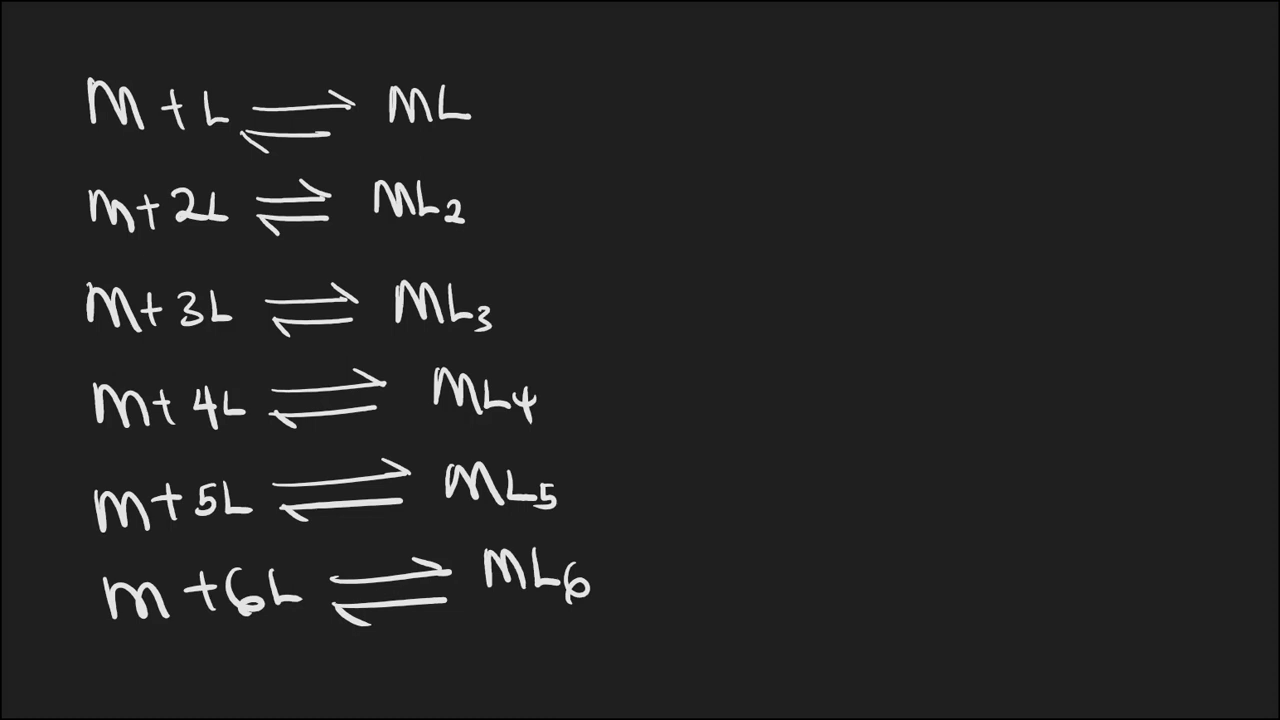 M + L ⇌ ML
m + 2L ⇌ ML₂
M + 3L ⇌ ML₃
m + 4L ⇌ ML₄
m + 5L ⇌ ML₅
m + 6L ⇌ ML₆